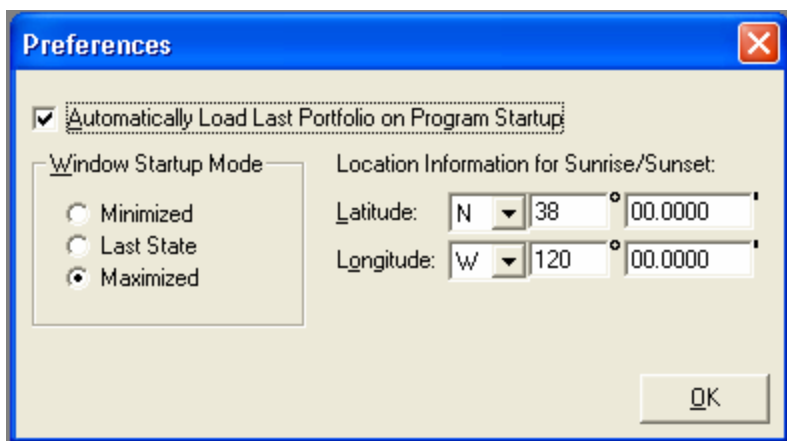 Preferences
Automatically Load Last Portfolio on Program Startup
Window Startup Mode
Minimized
Last State
Maximized
Location Information for Sunrise/Sunset:
Latitude: N 38 ° 00.0000 '
Longitude: W 120 ° 00.0000 '
OK